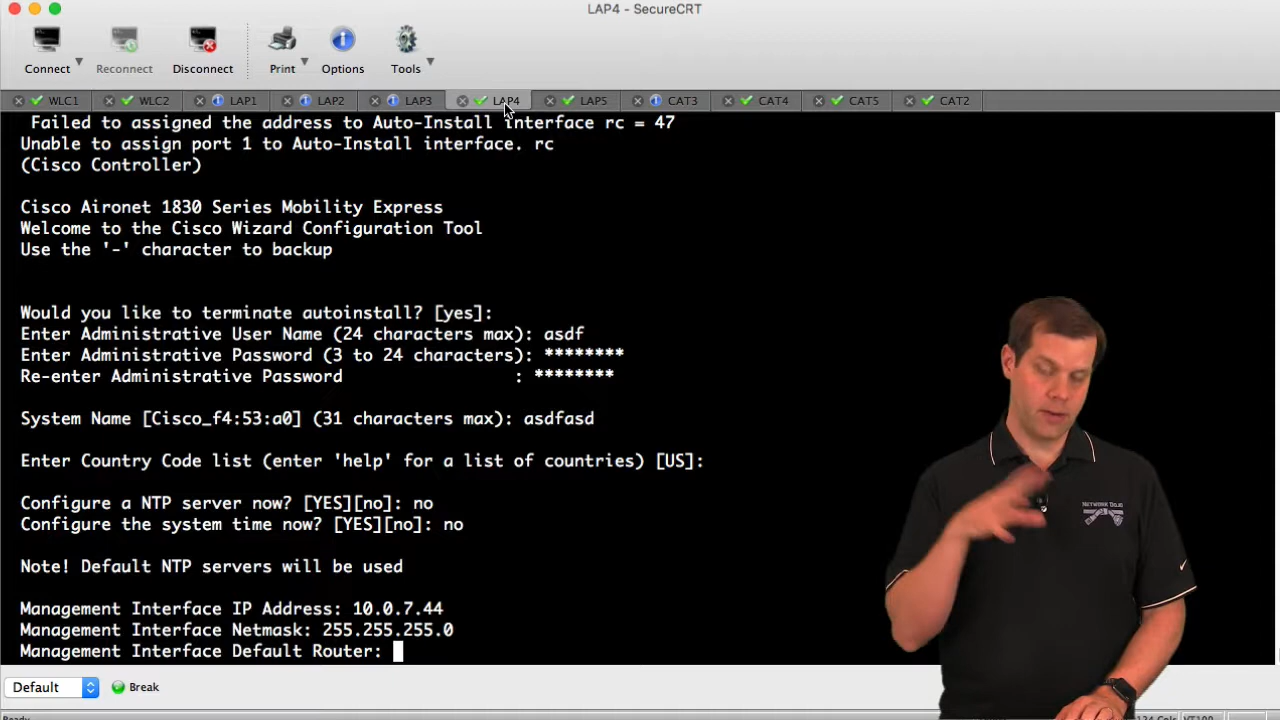 LAP4 - SecureCRT
Connect Reconnect Disconnect Print Options Tools
WLC1 WLC2 LAP1 LAP2 LAP3 LAP4 LAP5 CAT3 CAT4 CAT5 CAT2
Failed to assigned the address to Auto-Install interface rc = 47
Unable to assign port 1 to Auto-Install interface. rc
(Cisco Controller)
Cisco Aironet 1830 Series Mobility Express
Welcome to the Cisco Wizard Configuration Tool
Use the '-' character to backup
Would you like to terminate autoinstall? [yes]:
Enter Administrative User Name (24 characters max): asdf
Enter Administrative Password (3 to 24 characters): ********
Re-enter Administrative Password : ********
System Name [Cisco_f4:53:a0] (31 characters max): asdfasd
Enter Country Code list (enter 'help' for a list of countries) [US]:
Configure a NTP server now? [YES][no]: no
Configure the system time now? [YES][no]: no
Note! Default NTP servers will be used
Management Interface IP Address: 10.0.7.44
Management Interface Netmask: 255.255.255.0
Management Interface Default Router:
NETWORK DOJO
Default Break